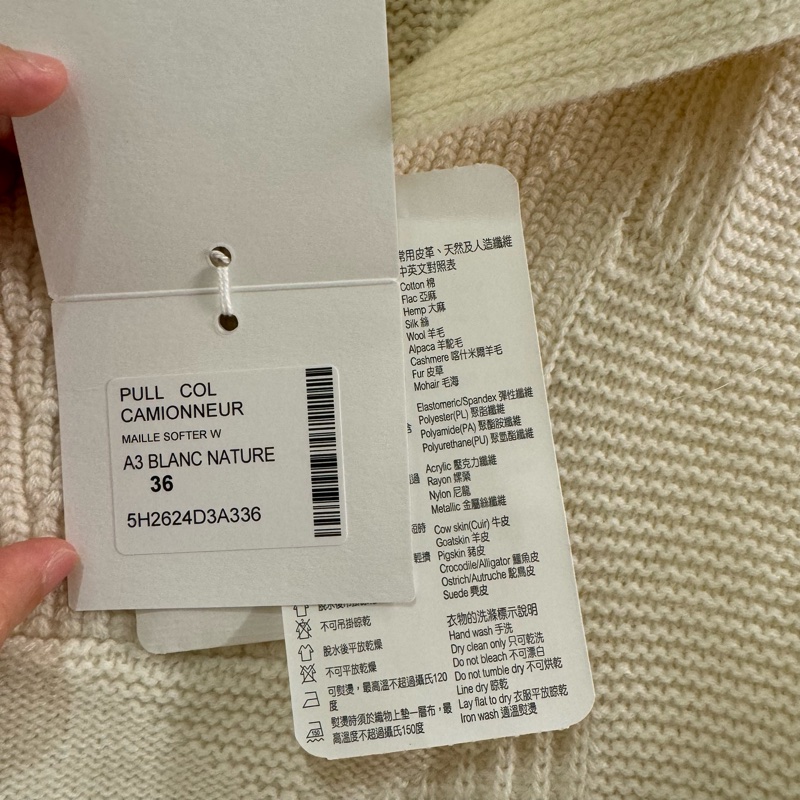 PULL COL
CAMIONNEUR
MAILLE SOFTER W
A3 BLANC NATURE
36
5H2624D3A336
常用皮革、天然及人造纖維
中英文對照表
Cotton 棉
Flac 亞麻
Hemp 大麻
Silk 絲
Wool 羊毛
Alpaca 羊駝毛
Cashmere 喀什米爾羊毛
Fur 皮草
Mohair 毛海
Elastomeric/Spandex 彈性纖維
Polyester(PL) 聚脂纖維
Polyamide(PA) 聚醯胺纖維
Polyurethane(PU) 聚氨酯纖維
Acrylic 壓克力纖維
Rayon 嫘縈
Nylon 尼龍
Metallic 金屬絲纖維
Cow skin(Cuir) 牛皮
Goatskin 羊皮
Pigskin 豬皮
Crocodile/Alligator 鱷魚皮
Ostrich/Autruche 鴕鳥皮
Suede 麂皮
衣物的洗滌標示說明
Hand wash 手洗
Dry clean only 只可乾洗
Do not bleach 不可漂白
Do not tumble dry 不可烘乾
Line dry 晾乾
Lay flat to dry 衣服平放晾乾
Iron wash 適溫熨燙
不可吊掛晾乾
脫水後平放乾燥
不可平放乾燥
可熨燙，最高溫不超過攝氏120
度
熨燙時須於織物上墊一層布，最
高溫度不超過攝氏150度
150